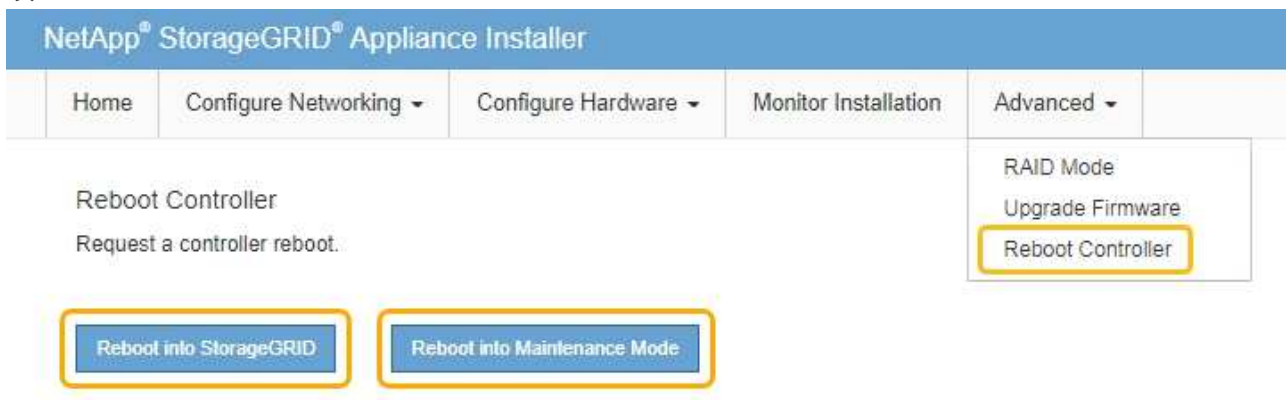 NetApp® StorageGRID® Appliance Installer
Home Configure Networking Configure Hardware Monitor Installation Advanced
RAID Mode
Upgrade Firmware
Reboot Controller
Reboot Controller
Request a controller reboot.
Reboot into StorageGRID Reboot into Maintenance Mode